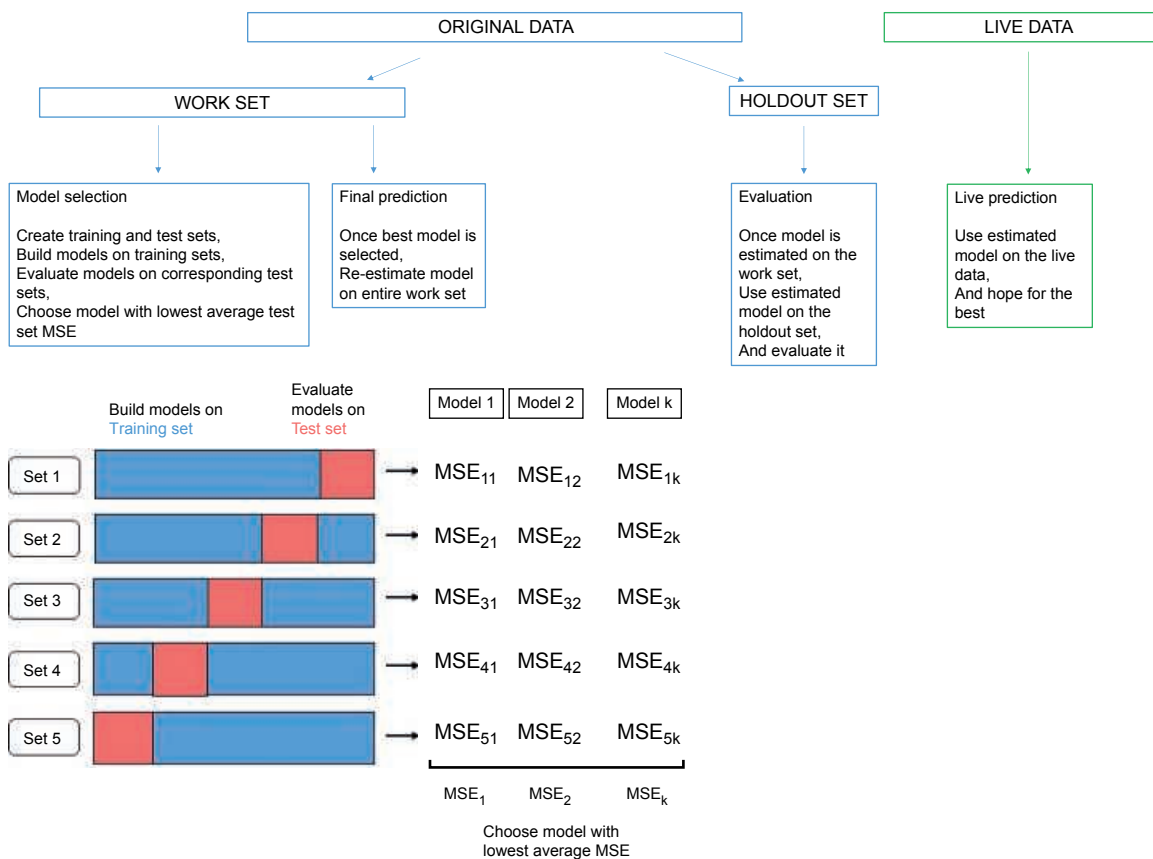 ORIGINAL DATA
LIVE DATA
WORK SET
HOLDOUT SET
Model selection
Create training and test sets,
Build models on training sets,
Evaluate models on corresponding test
sets,
Choose model with lowest average test
set MSE
Final prediction
Once best model is
selected,
Re-estimate model
on entire work set
Evaluation
Once model is
estimated on the
work set,
Use estimated
model on the
holdout set,
And evaluate it
Live prediction
Use estimated
model on the live
data,
And hope for the
best
Build models on
Training set
Evaluate
models on
Test set
Model 1 Model 2 Model k
Set 1 MSE11 MSE12 MSE1k
Set 2 MSE21 MSE22 MSE2k
Set 3 MSE31 MSE32 MSE3k
Set 4 MSE41 MSE42 MSE4k
Set 5 MSE51 MSE52 MSE5k
MSE1 MSE2 MSEk
Choose model with
lowest average MSE